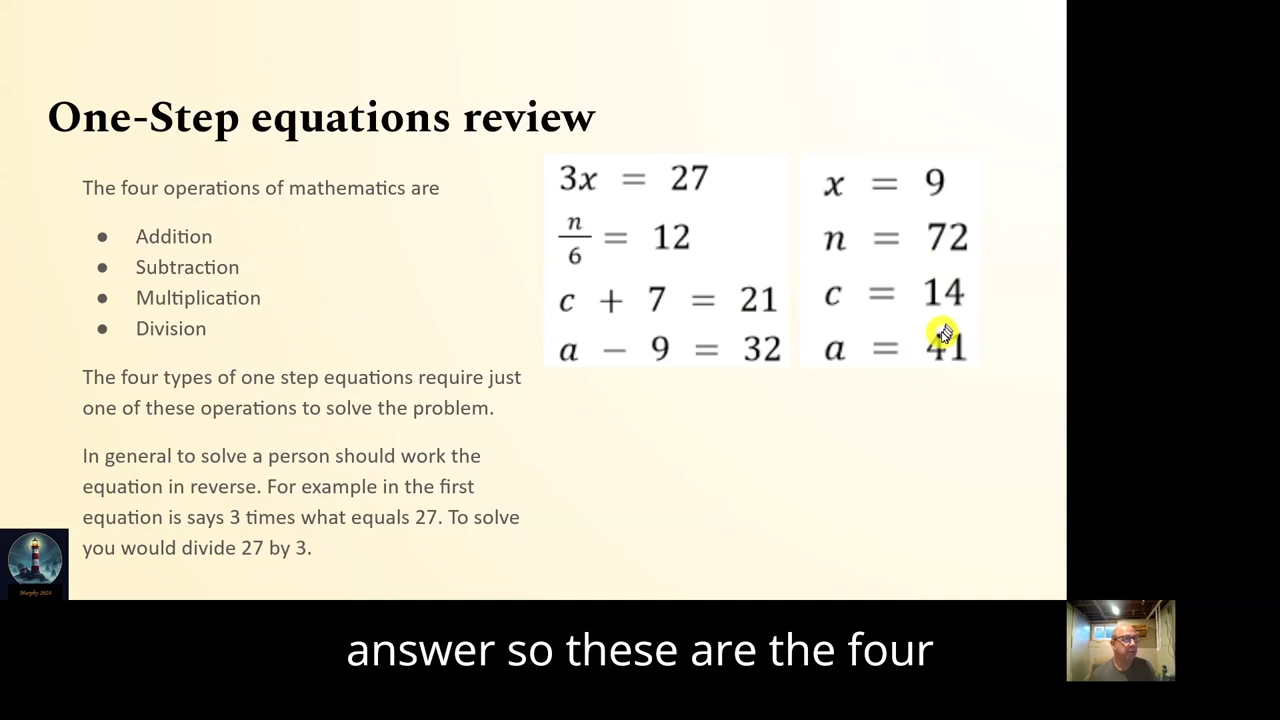 One-Step equations review
The four operations of mathematics are
● Addition
● Subtraction
● Multiplication
● Division
The four types of one step equations require just
one of these operations to solve the problem.
In general to solve a person should work the
equation in reverse. For example in the first
equation is says 3 times what equals 27. To solve
you would divide 27 by 3.
3x = 27
n/6 = 12
c + 7 = 21
a − 9 = 32
x = 9
n = 72
c = 14
a = 41
Murphy 2024
answer so these are the four